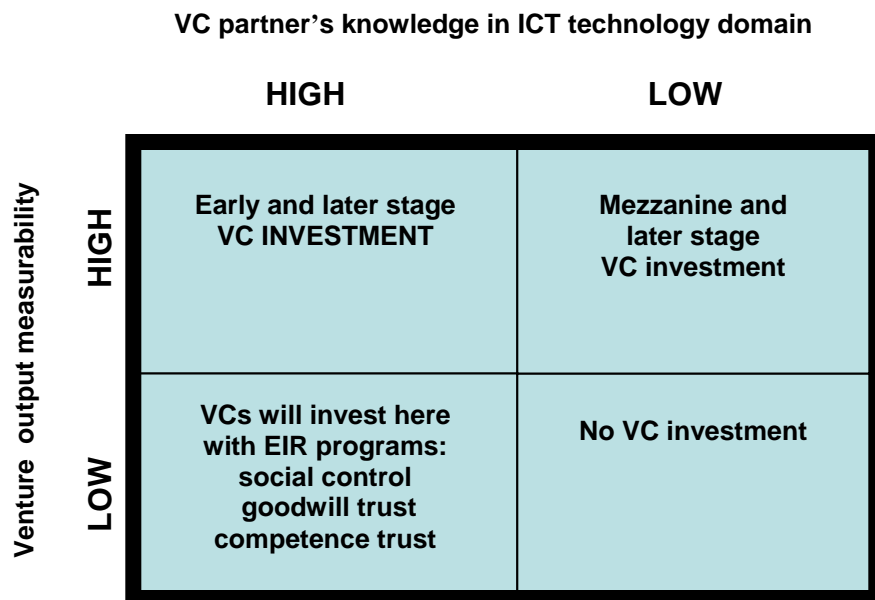 VC partner's knowledge in ICT technology domain
HIGH
LOW
Venture output measurability
HIGH
Early and later stage
VC INVESTMENT
Mezzanine and
later stage
VC investment
LOW
VCs will invest here
with EIR programs:
social control
goodwill trust
competence trust
No VC investment